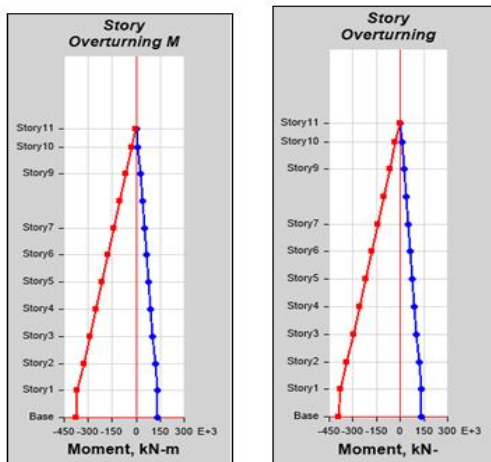 Story
Overturning M
Story11
Story10
Story9
Story7
Story6
Story5
Story4
Story3
Story2
Story1
Base
-450 -300 -150 0 150 300 E+3
Moment, kN-m
Story
Overturning
Story11
Story10
Story9
Story7
Story6
Story5
Story4
Story3
Story2
Story1
Base
-450 -300 -150 0 150 300
Moment, kN-